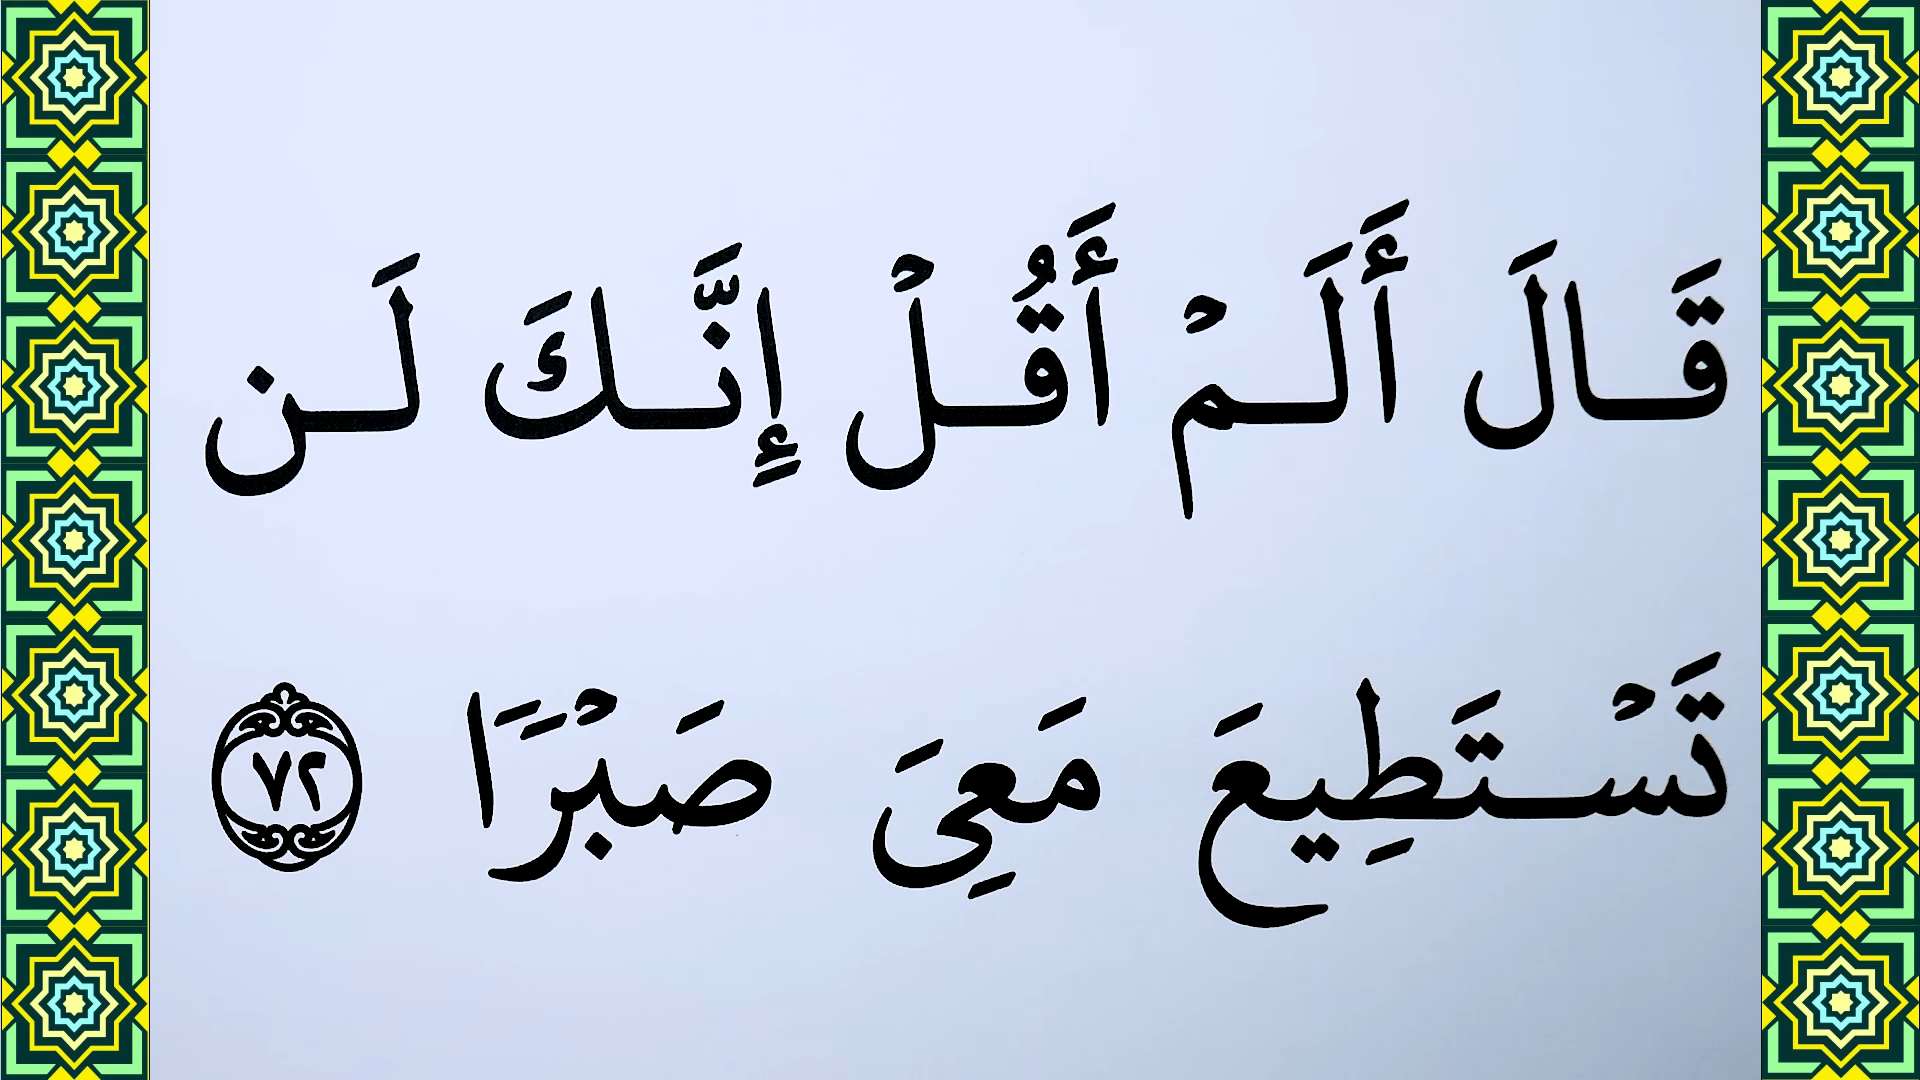 قَالَ أَلَمْ أَقُلْ إِنَّكَ لَن
تَسْتَطِيعَ مَعِىَ صَبْرًا ٧٢